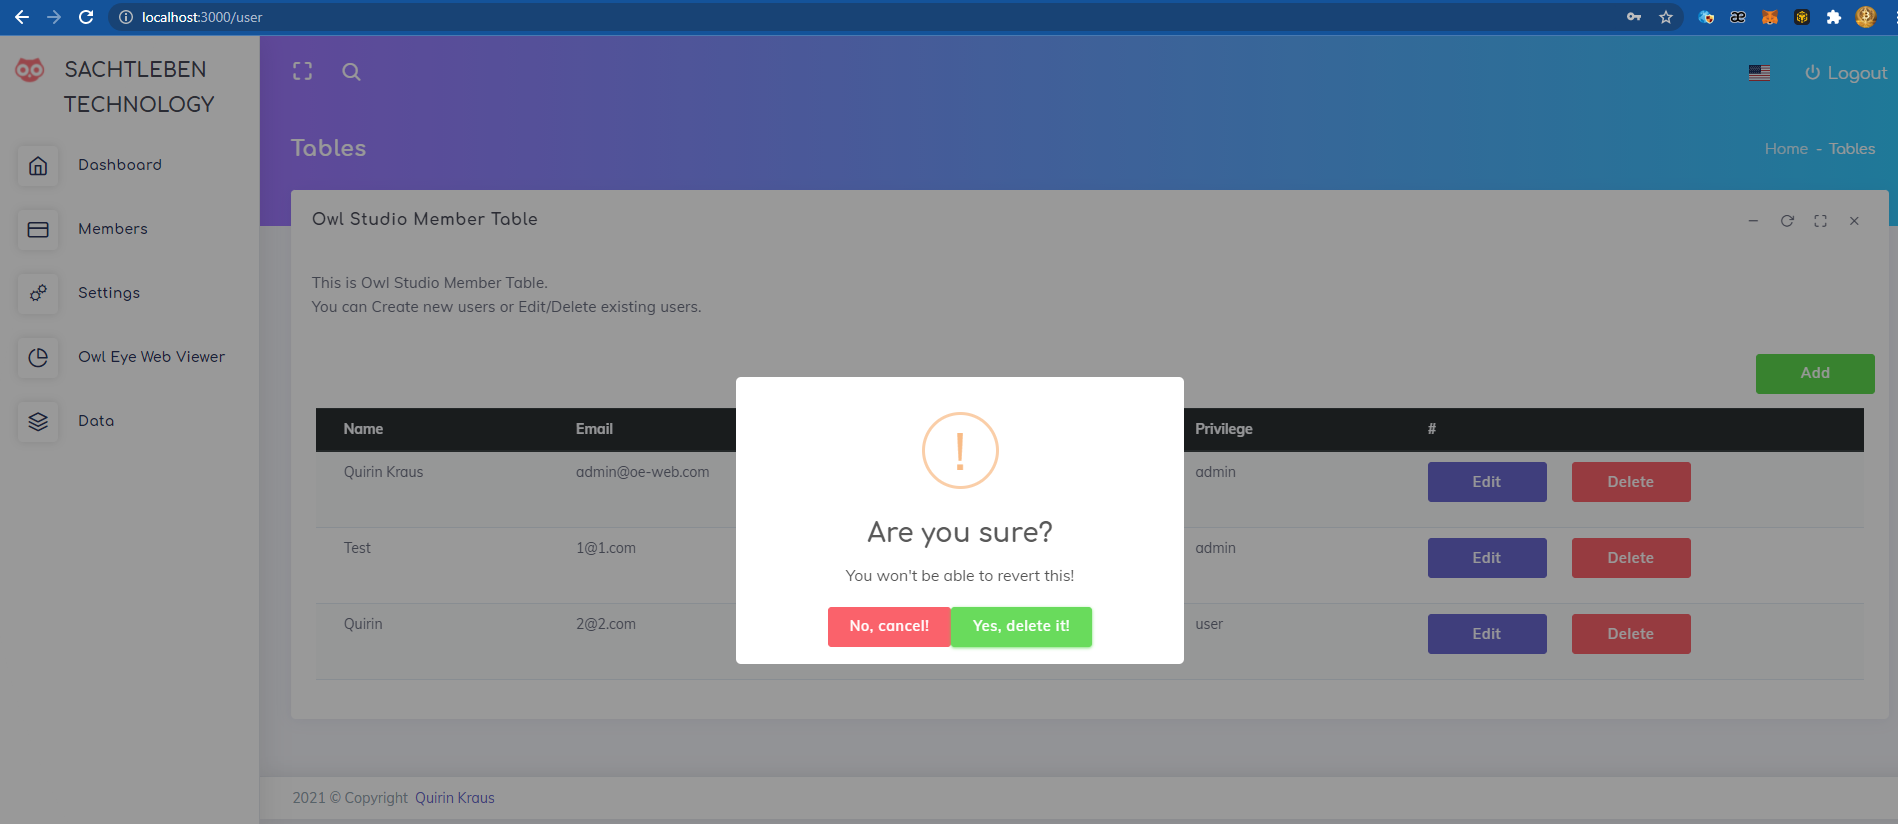 localhost:3000/user
SACHTLEBEN
TECHNOLOGY
Logout
Tables
Home - Tables
Dashboard
Members
Settings
Owl Eye Web Viewer
Data
Owl Studio Member Table
This is Owl Studio Member Table.
You can Create new users or Edit/Delete existing users.
Add
Name Email Privilege #
Quirin Kraus admin@oe-web.com admin Edit Delete
Test 1@1.com admin Edit Delete
Quirin 2@2.com user Edit Delete
!
Are you sure?
You won't be able to revert this!
No, cancel! Yes, delete it!
2021 © Copyright Quirin Kraus